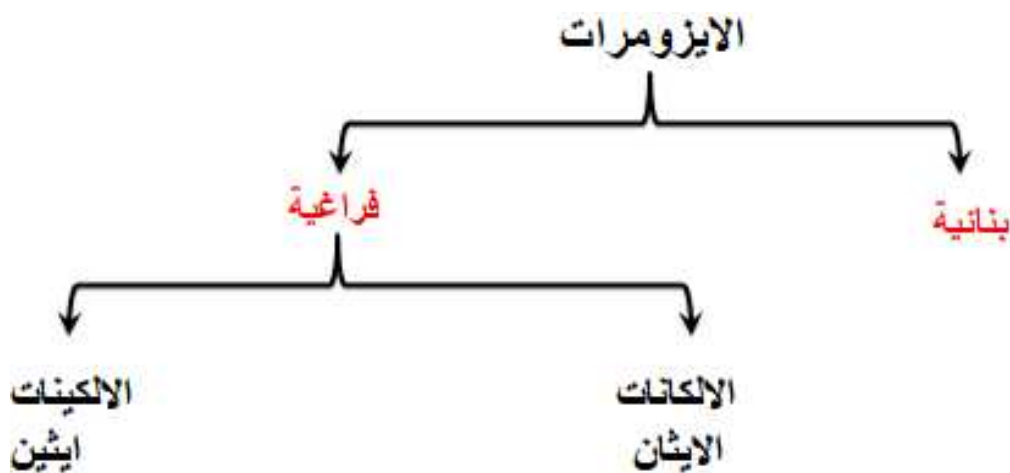 الايزومرات
بنائية
فراغية
الالكانات
الايثان
الالكينات
ايثين